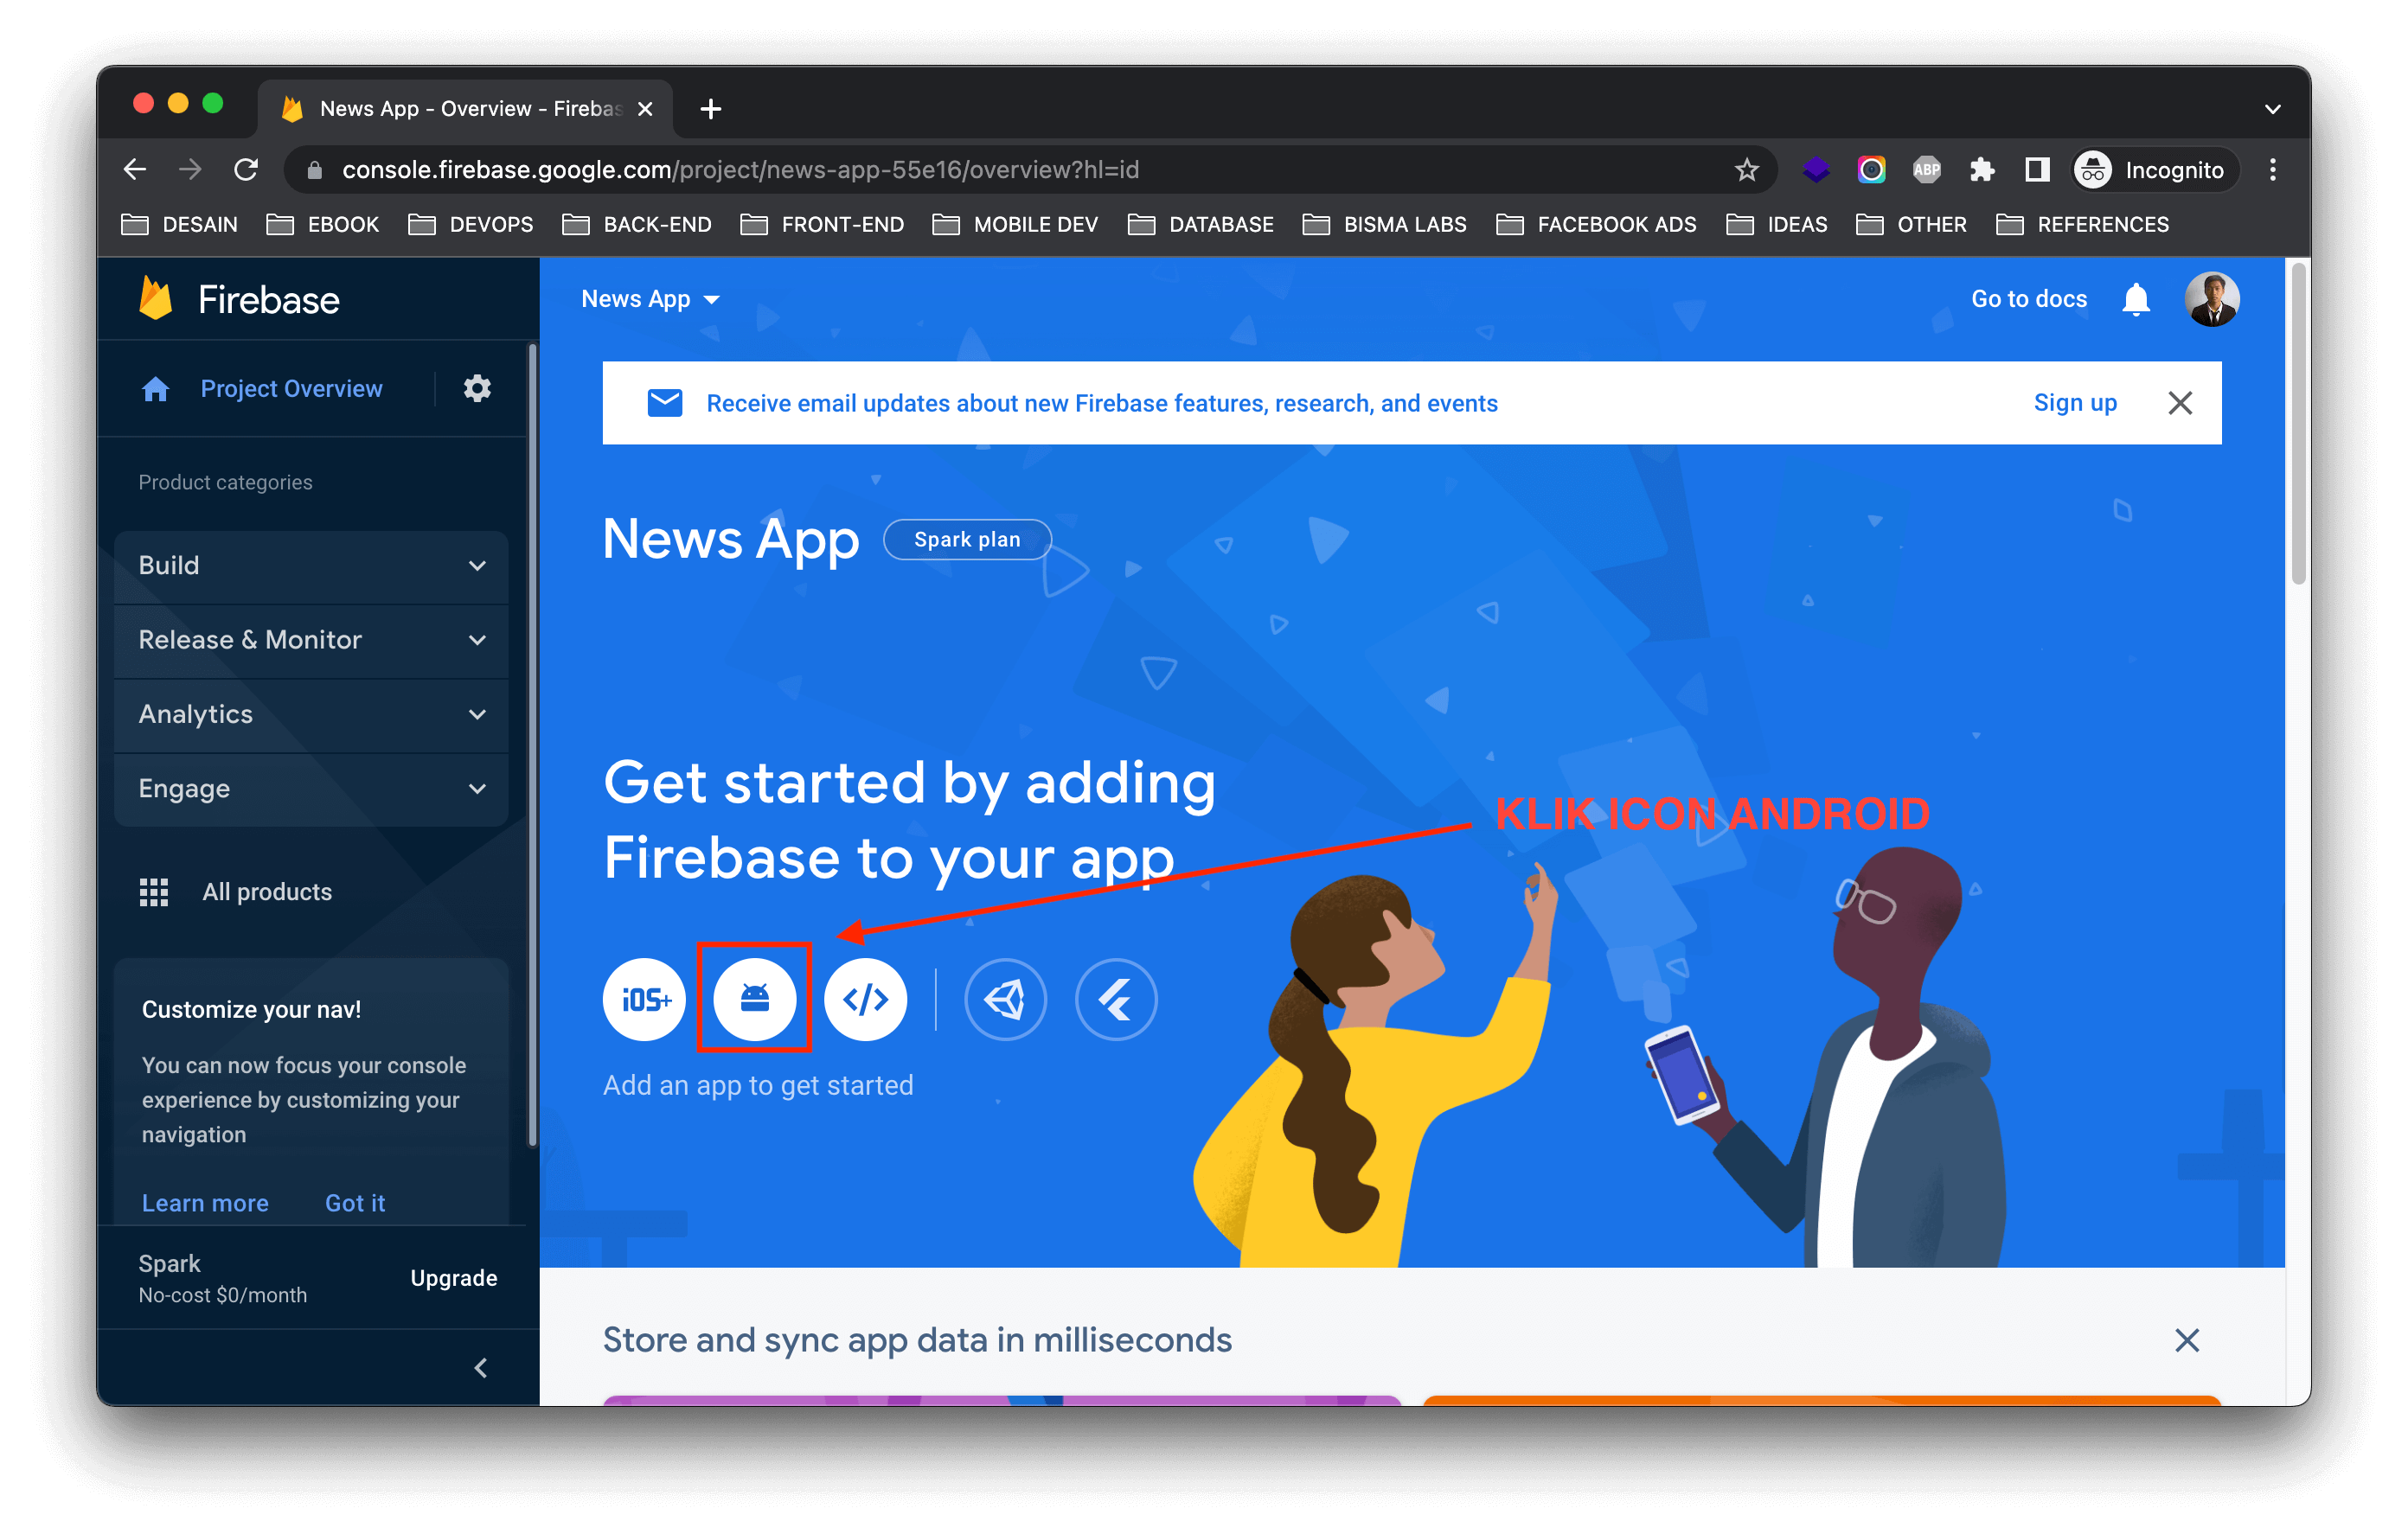 News App - Overview - Firebas
console.firebase.google.com/project/news-app-55e16/overview?hl=id
ABP
Incognito
DESAIN
EBOOK
DEVOPS
BACK-END
FRONT-END
MOBILE DEV
DATABASE
BISMA LABS
FACEBOOK ADS
IDEAS
OTHER
REFERENCES
Firebase
News App
Go to docs
Project Overview
Receive email updates about new Firebase features, research, and events
Sign up
Product categories
Build
Release & Monitor
Analytics
Engage
All products
Customize your nav!
You can now focus your console
experience by customizing your
navigation
Learn more
Got it
Spark
No-cost $0/month
Upgrade
News App
Spark plan
Get started by adding
Firebase to your app
KLIK ICON ANDROID
iOS+
</>
Add an app to get started
Store and sync app data in milliseconds